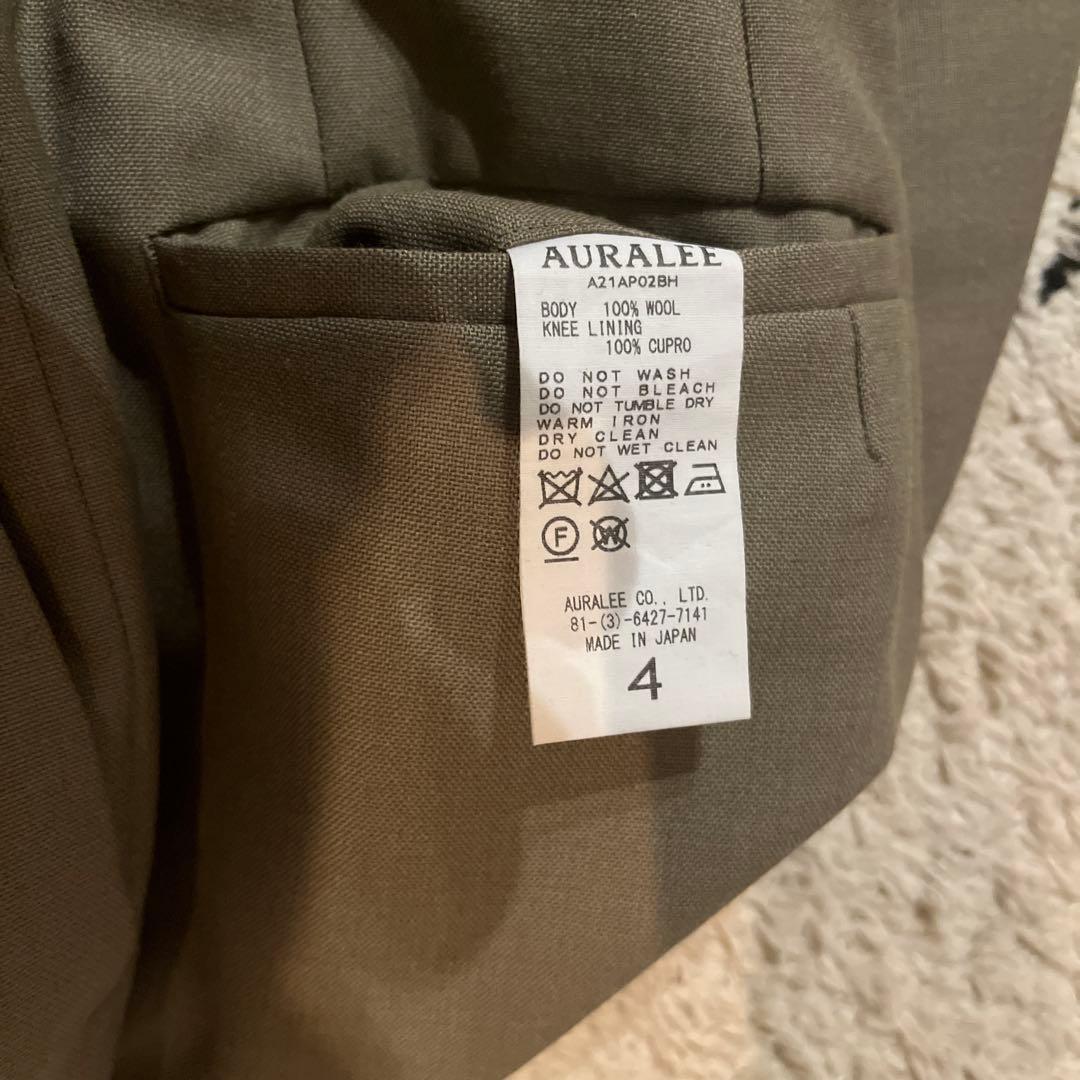 AURALEE
A21AP02BH
BODY 100% WOOL
KNEE LINING
100% CUPRO
DO NOT WASH
DO NOT BLEACH
DO NOT TUMBLE DRY
WARM IRON
DRY CLEAN
DO NOT WET CLEAN
F W
AURALEE CO., LTD.
81-(3)-6427-7141
MADE IN JAPAN
4